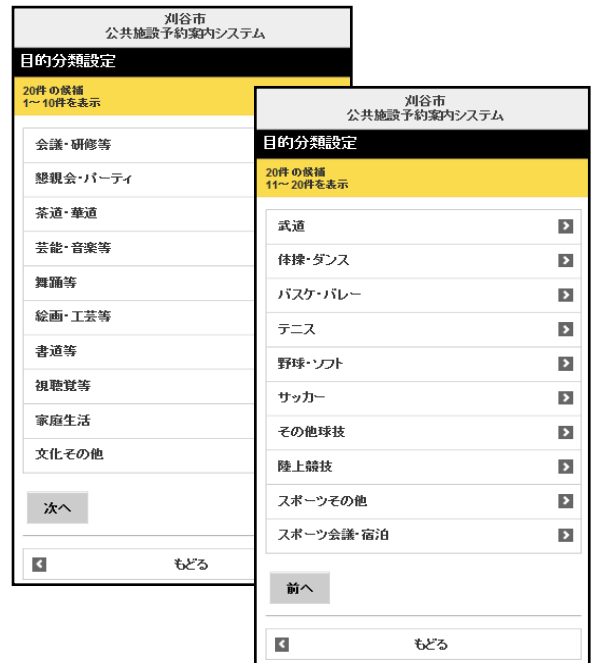 刈谷市
公共施設予約案内システム
目的分類設定
20件の候補
1～10件を表示
会議・研修等
懇親会・パーティ
茶道・華道
芸能・音楽等
舞踊等
絵画・工芸等
書道等
視聴覚等
家庭生活
文化その他
次へ
もどる
刈谷市
公共施設予約案内システム
目的分類設定
20件の候補
11～20件を表示
武道
体操・ダンス
バスケ・バレー
テニス
野球・ソフト
サッカー
その他球技
陸上競技
スポーツその他
スポーツ会議・宿泊
前へ
もどる